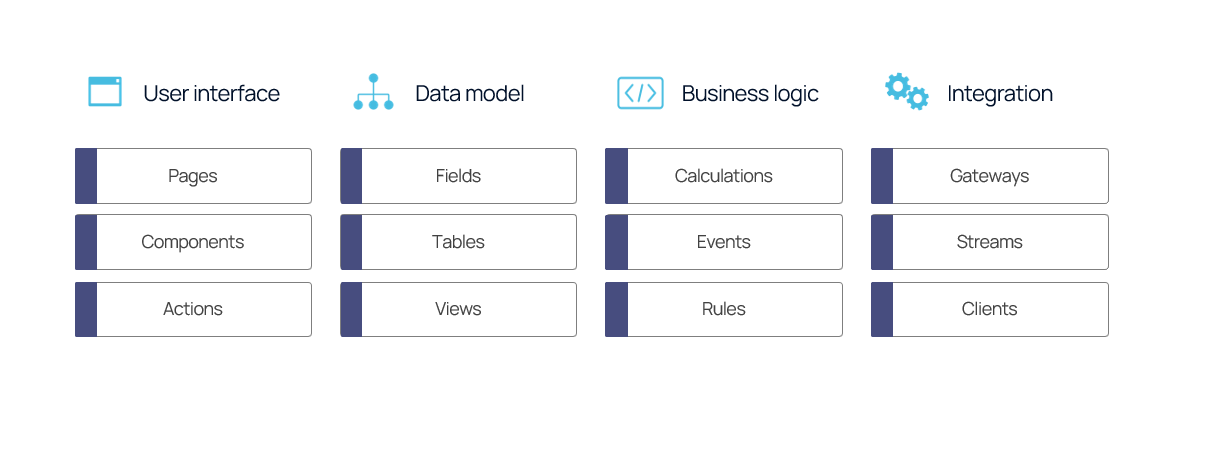 User interface
Data model
Business logic
Integration
Pages
Fields
Calculations
Gateways
Components
Tables
Events
Streams
Actions
Views
Rules
Clients